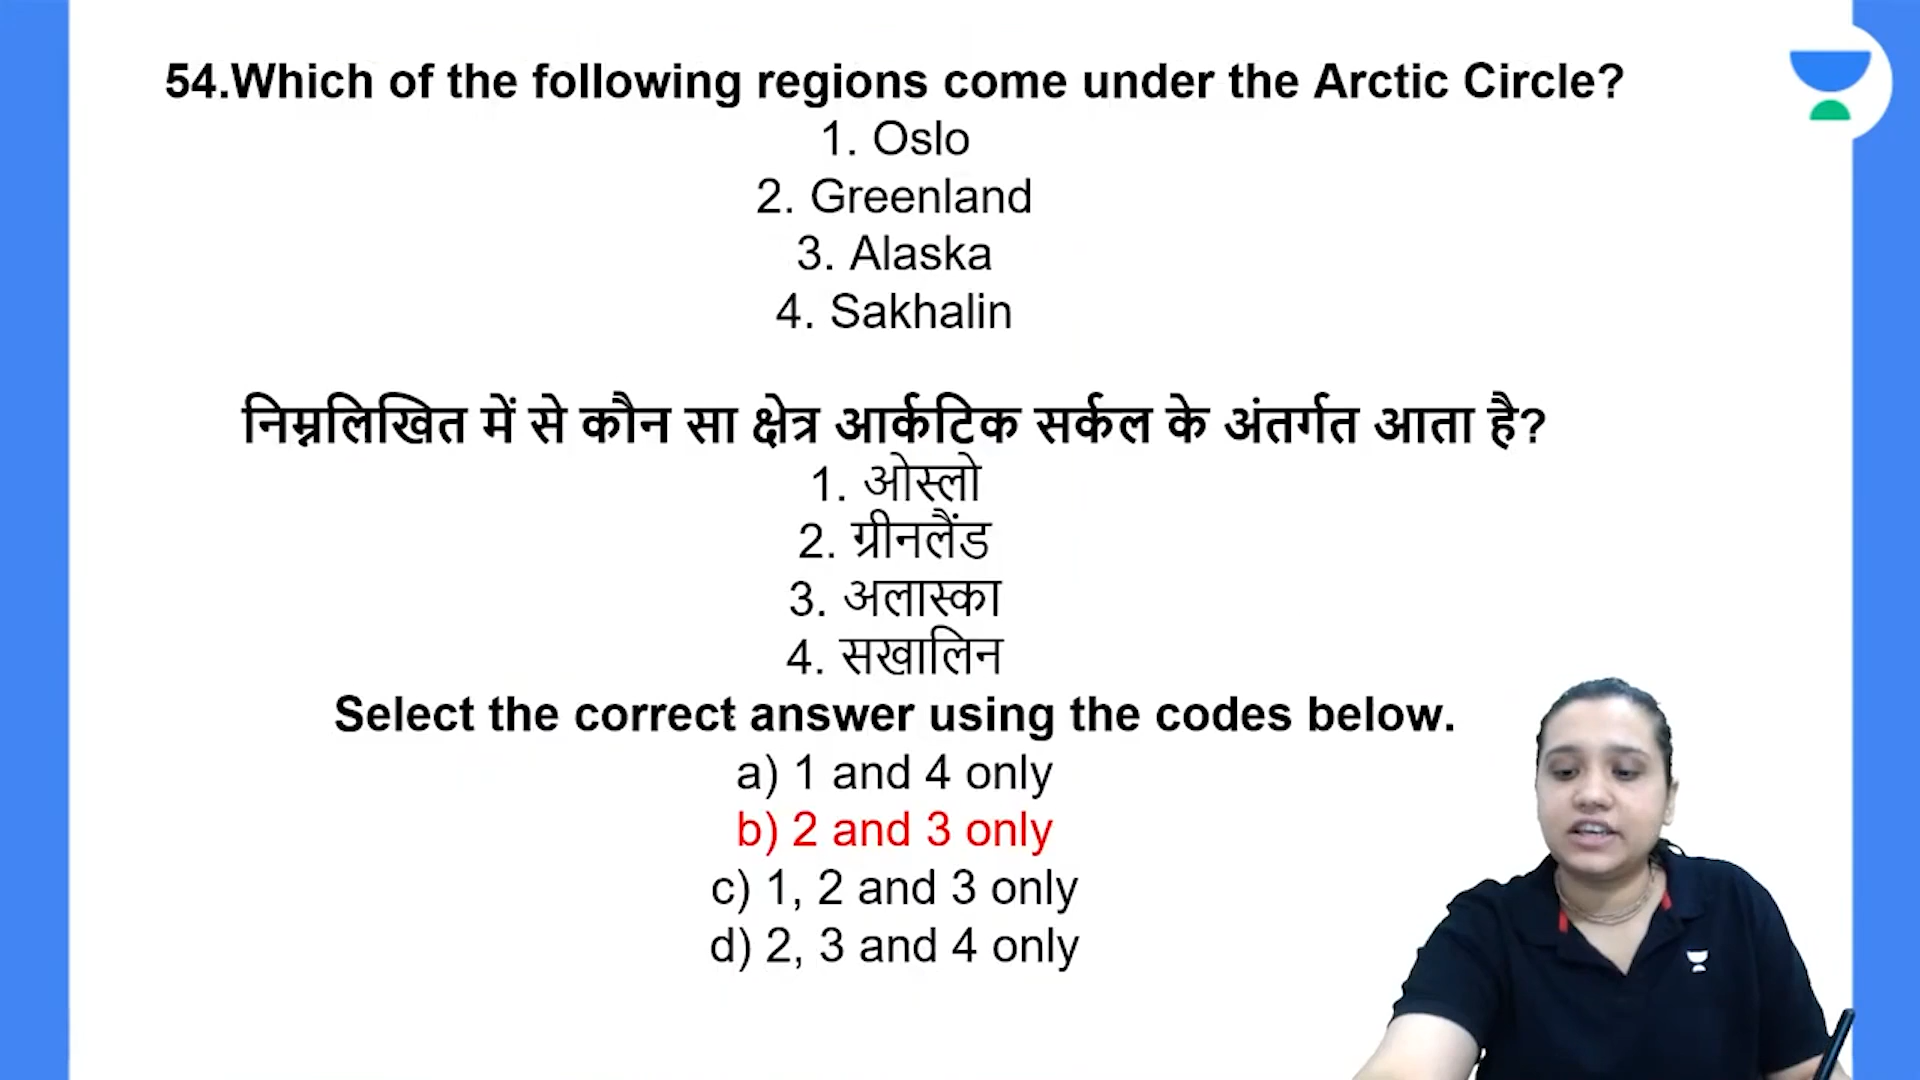 54.Which of the following regions come under the Arctic Circle?
1. Oslo
2. Greenland
3. Alaska
4. Sakhalin
निम्नलिखित में से कौन सा क्षेत्र आर्कटिक सर्कल के अंतर्गत आता है?
1. ओस्लो
2. ग्रीनलैंड
3. अलास्का
4. सखालिन
Select the correct answer using the codes below.
a) 1 and 4 only
b) 2 and 3 only
c) 1, 2 and 3 only
d) 2, 3 and 4 only